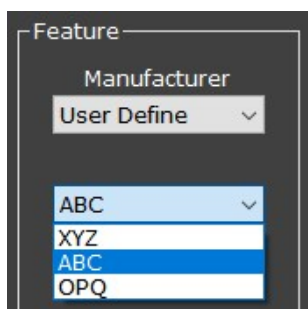 Feature
Manufacturer
User Define
ABC
XYZ
ABC
OPQ